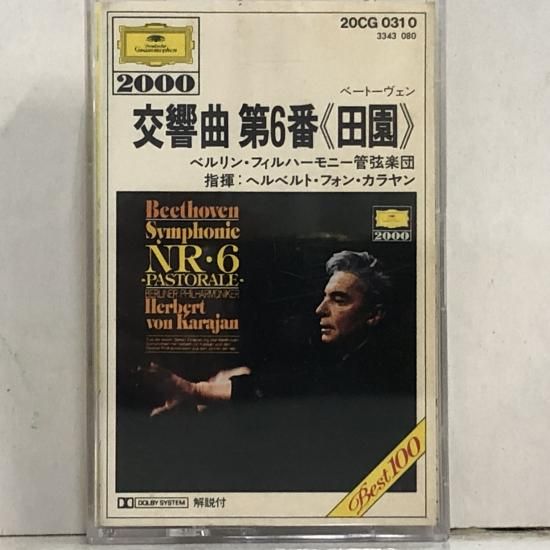 Deutsche
Grammophon
20CG 0310
3343 080
2000
ベートーヴェン
交響曲 第6番《田園》
ベルリン・フィルハーモニー管弦楽団
指揮:ヘルベルト・フォン・カラヤン
Beethoven
Symphonie
NR・6
-PASTORALE-
BERLINER PHILHARMONIKER
Herbert
von Karajan
2000
Best100
DOLBY SYSTEM 解説付